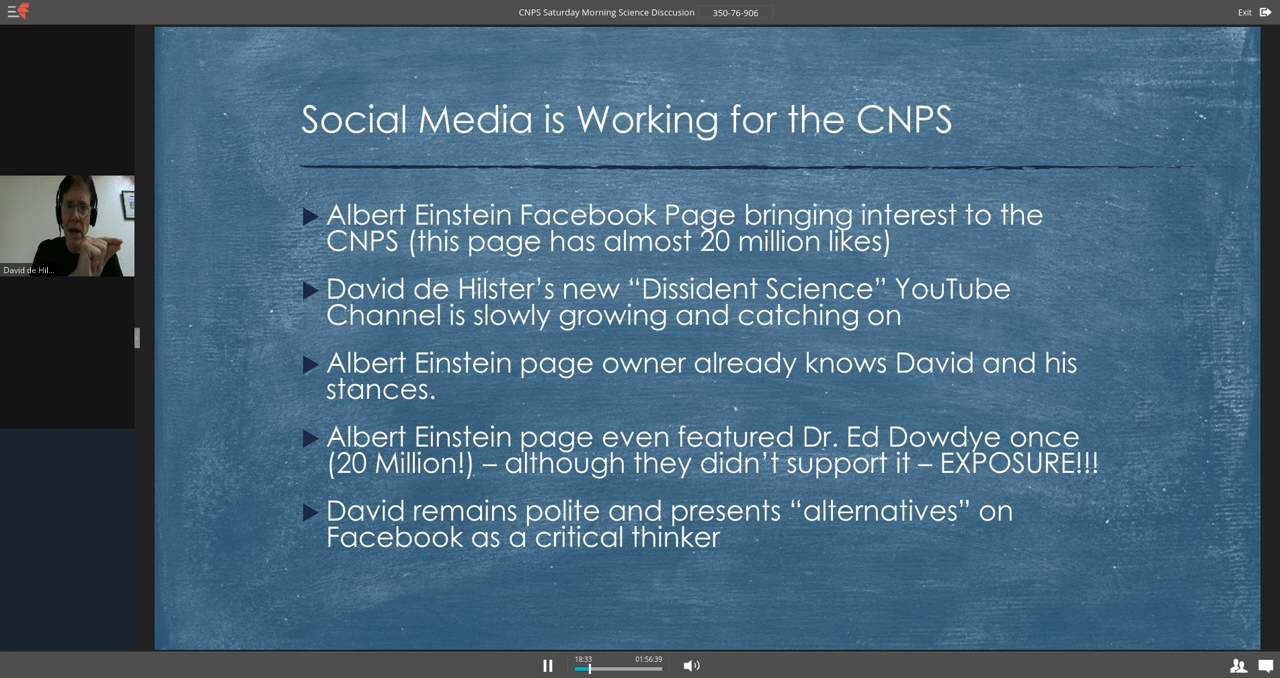 CNPS Saturday Morning Science Disccusion 350-76-906 Exit
Social Media is Working for the CNPS
Albert Einstein Facebook Page bringing interest to the
CNPS (this page has almost 20 million likes)
David de Hilster's new “Dissident Science” YouTube
Channel is slowly growing and catching on
Albert Einstein page owner already knows David and his
stances.
Albert Einstein page even featured Dr. Ed Dowdye once
(20 Million!) – although they didn't support it – EXPOSURE!!!
David remains polite and presents “alternatives” on
Facebook as a critical thinker
David de Hil...
18:33 01:56:39